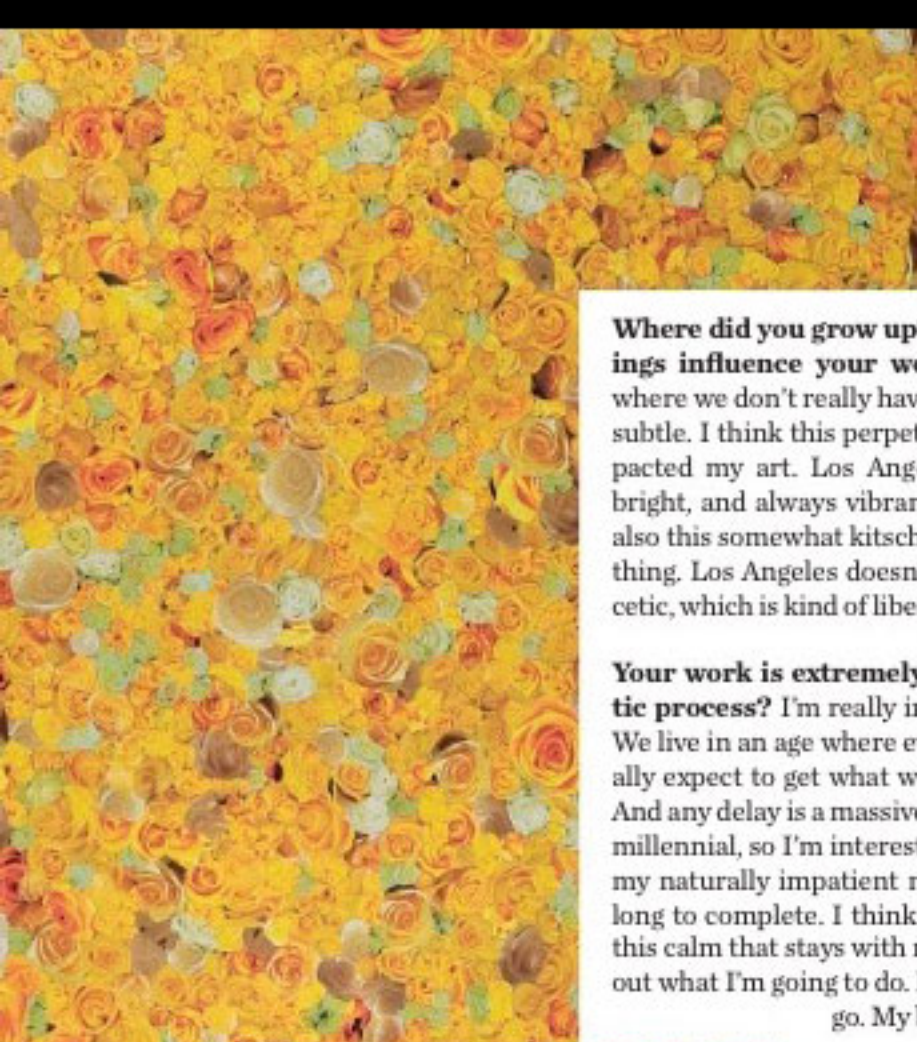 Where did you grow up
ings influence your wo
where we don't really hav
subtle. I think this perpet
pacted my art. Los Ang
bright, and always vibran
also this somewhat kitsch
thing. Los Angeles doesn
cetic, which is kind of libe
Your work is extremely
tic process? I'm really in
We live in an age where ev
ally expect to get what w
And any delay is a massive
millennial, so I'm interest
my naturally impatient n
long to complete. I think
this calm that stays with
out what I'm going to do.
go. My